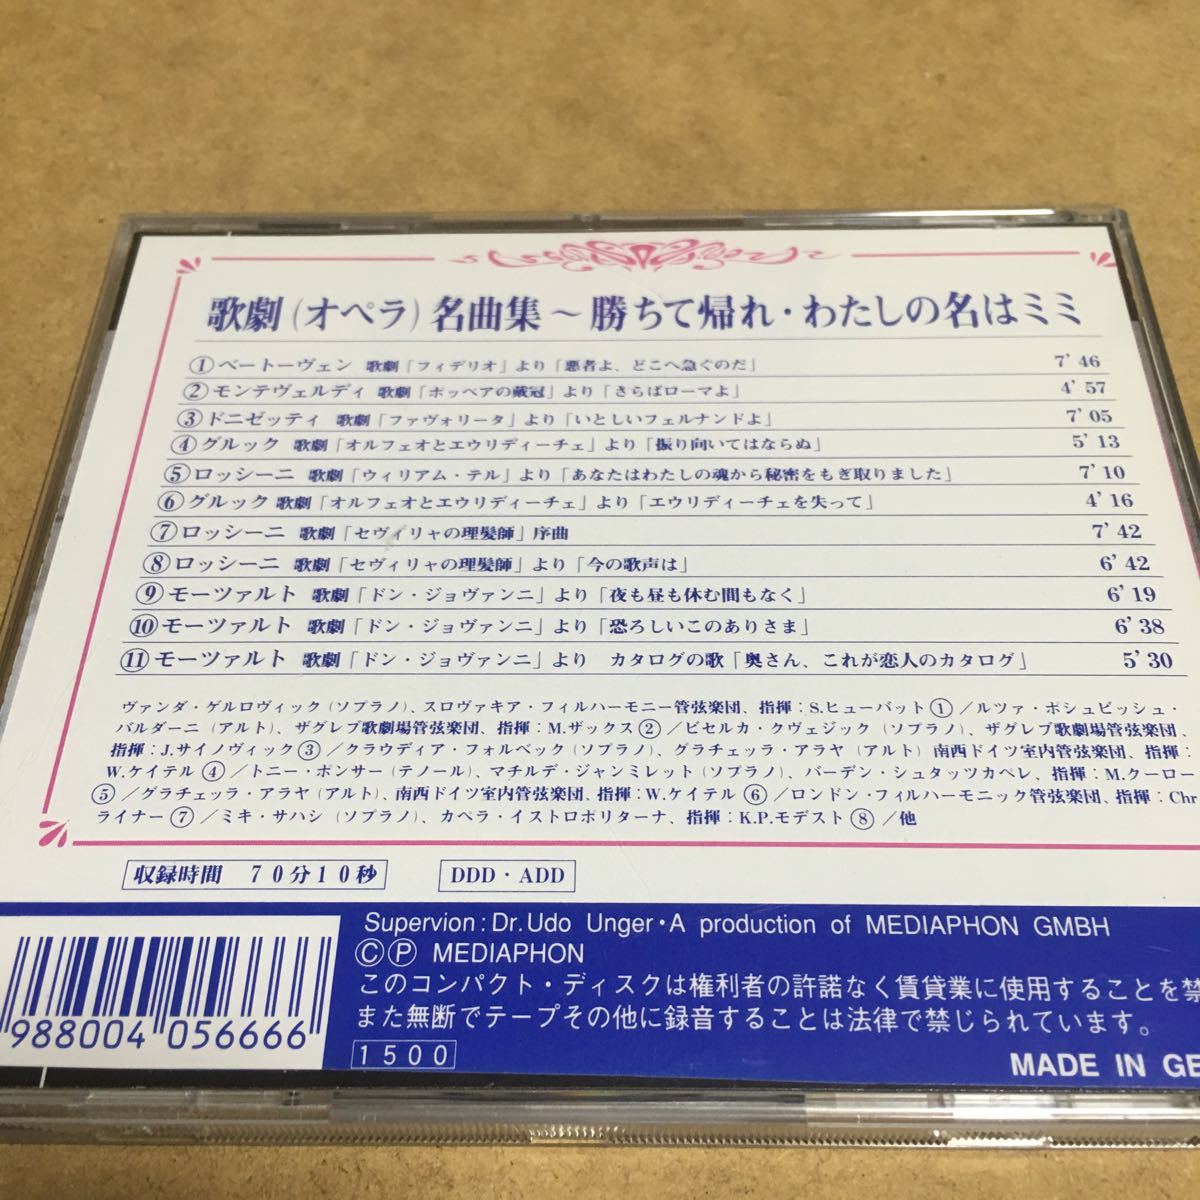 歌劇(オペラ)名曲集～勝ちて帰れ・わたしの名はミミ
①ベートーヴェン 歌劇「フィデリオ」より「悪者よ、どこへ急ぐのだ」 7'46
②モンテヴェルディ 歌劇「ポッペアの戴冠」より「さらばローマよ」 4'57
③ドニゼッティ 歌劇「ファヴォリータ」より「いとしいフェルナンドよ」 7'05
④グルック 歌劇「オルフェオとエウリディーチェ」より「振り向いてはならぬ」 5'13
⑤ロッシーニ 歌劇「ウィリアム・テル」より「あなたはわたしの魂から秘密をもぎ取りました」 7'10
⑥グルック 歌劇「オルフェオとエウリディーチェ」より「エウリディーチェを失って」 4'16
⑦ロッシーニ 歌劇「セヴィリャの理髪師」序曲 7'42
⑧ロッシーニ 歌劇「セヴィリャの理髪師」より「今の歌声は」 6'42
⑨モーツァルト 歌劇「ドン・ジョヴァンニ」より「夜も昼も休む間もなく」 6'19
⑩モーツァルト 歌劇「ドン・ジョヴァンニ」より「恐ろしいこのありさま」 6'38
⑪モーツァルト 歌劇「ドン・ジョヴァンニ」より カタログの歌「奥さん、これが恋人のカタログ」 5'30
ヴァンダ・ゲルロヴィック(ソプラノ)、スロヴァキア・フィルハーモニー管弦楽団、指揮:S.ヒューバット①／ルツァ・ポシュピッシュ・
バルダーニ(アルト)、ザグレブ歌劇場管弦楽団、指揮:M.ザックス②／ビセルカ・クヴェジック(ソプラノ)、ザグレブ歌劇場管弦楽団、
指揮:J.サイノヴィック③／クラウディア・フォルベック(ソプラノ)、グラチェッラ・アラヤ(アルト)南西ドイツ室内管弦楽団、指揮:
W.ケイテル④／トニー・ポンサー(テノール)、マチルデ・ジャンミレット(ソプラノ)、バーデン・シュタッツカペレ、指揮:M.クーロー
⑤／グラチェッラ・アラヤ(アルト)、南西ドイツ室内管弦楽団、指揮:W.ケイテル⑥／ロンドン・フィルハーモニック管弦楽団、指揮:Chr
ライナー⑦／ミキ・サハシ(ソプラノ)、カペラ・イストロポリターナ、指揮:K.P.モデスト⑧／他
収録時間 70分10秒
DDD・ADD
Supervion:Dr.Udo Unger・A production of MEDIAPHON GMBH
ⒸⓅ MEDIAPHON
このコンパクト・ディスクは権利者の許諾なく賃貸業に使用することを禁
また無断でテープその他に録音することは法律で禁じられています。
1500
988004 056666
MADE IN GE